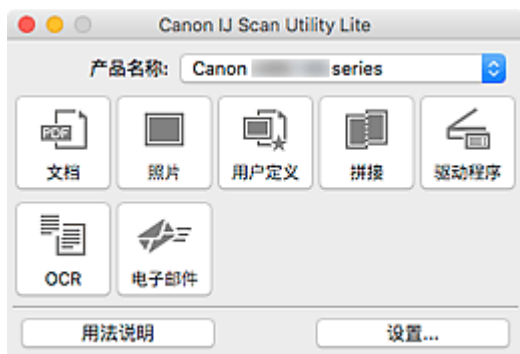 Canon IJ Scan Utility Lite
产品名称: Canon series
PDF
文档 照片 用户定义 拼接 驱动程序
OCR 电子邮件
用法说明 设置...